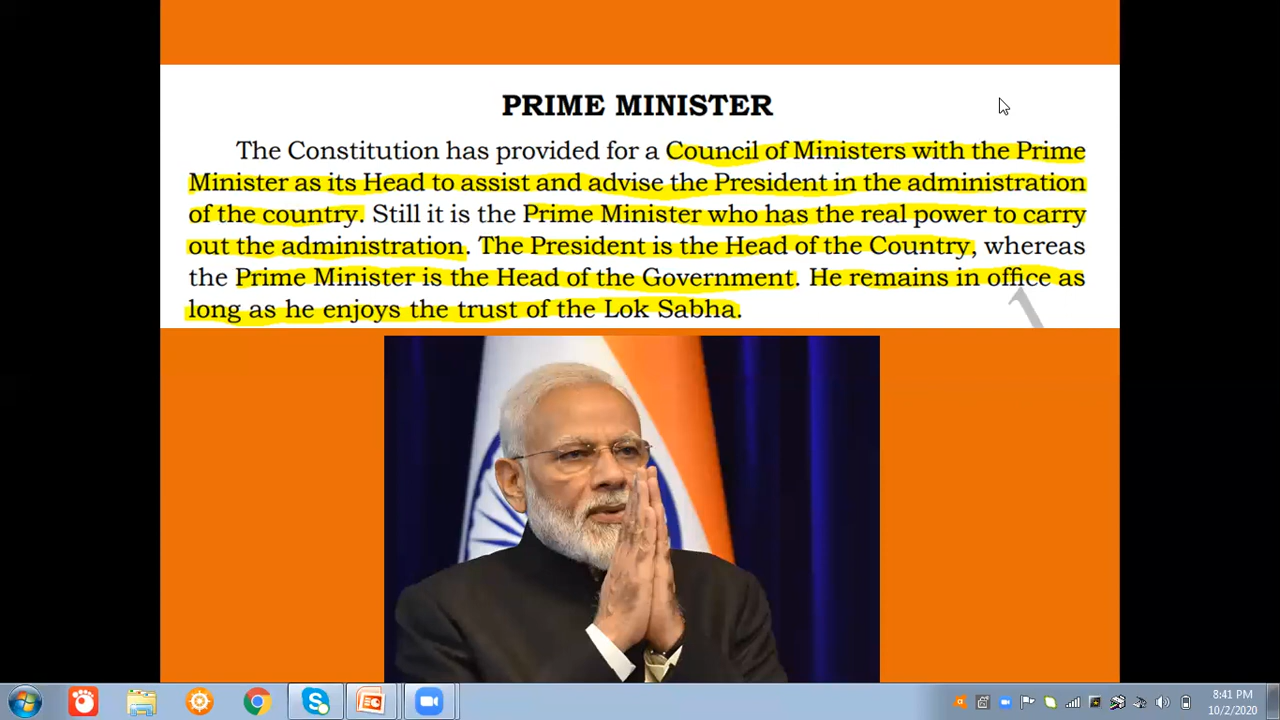 PRIME MINISTER
The Constitution has provided for a Council of Ministers with the Prime
Minister as its Head to assist and advise the President in the administration
of the country. Still it is the Prime Minister who has the real power to carry
out the administration. The President is the Head of the Country, whereas
the Prime Minister is the Head of the Government. He remains in office as
long as he enjoys the trust of the Lok Sabha.
8:41 PM
10/2/2020